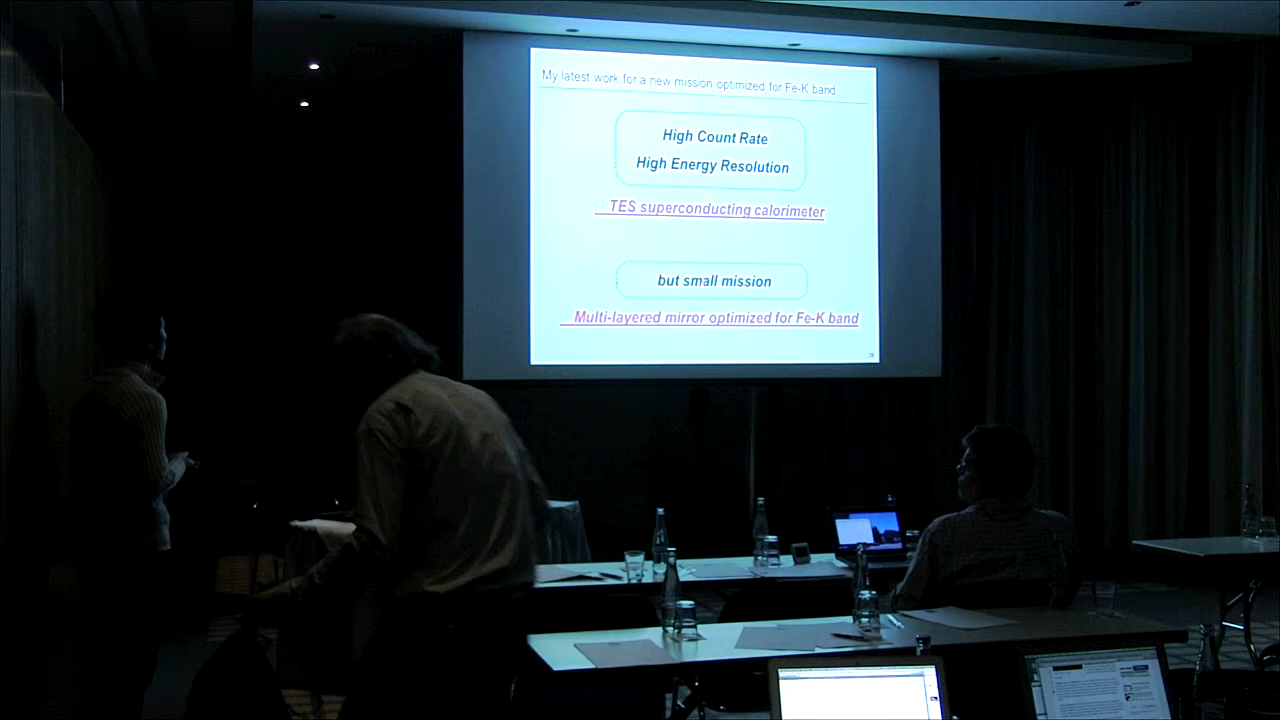 My latest work for a new mission optimized for Fe-K band
High Count Rate
High Energy Resolution
TES superconducting calorimeter
but small mission
Multi-layered mirror optimized for Fe-K band